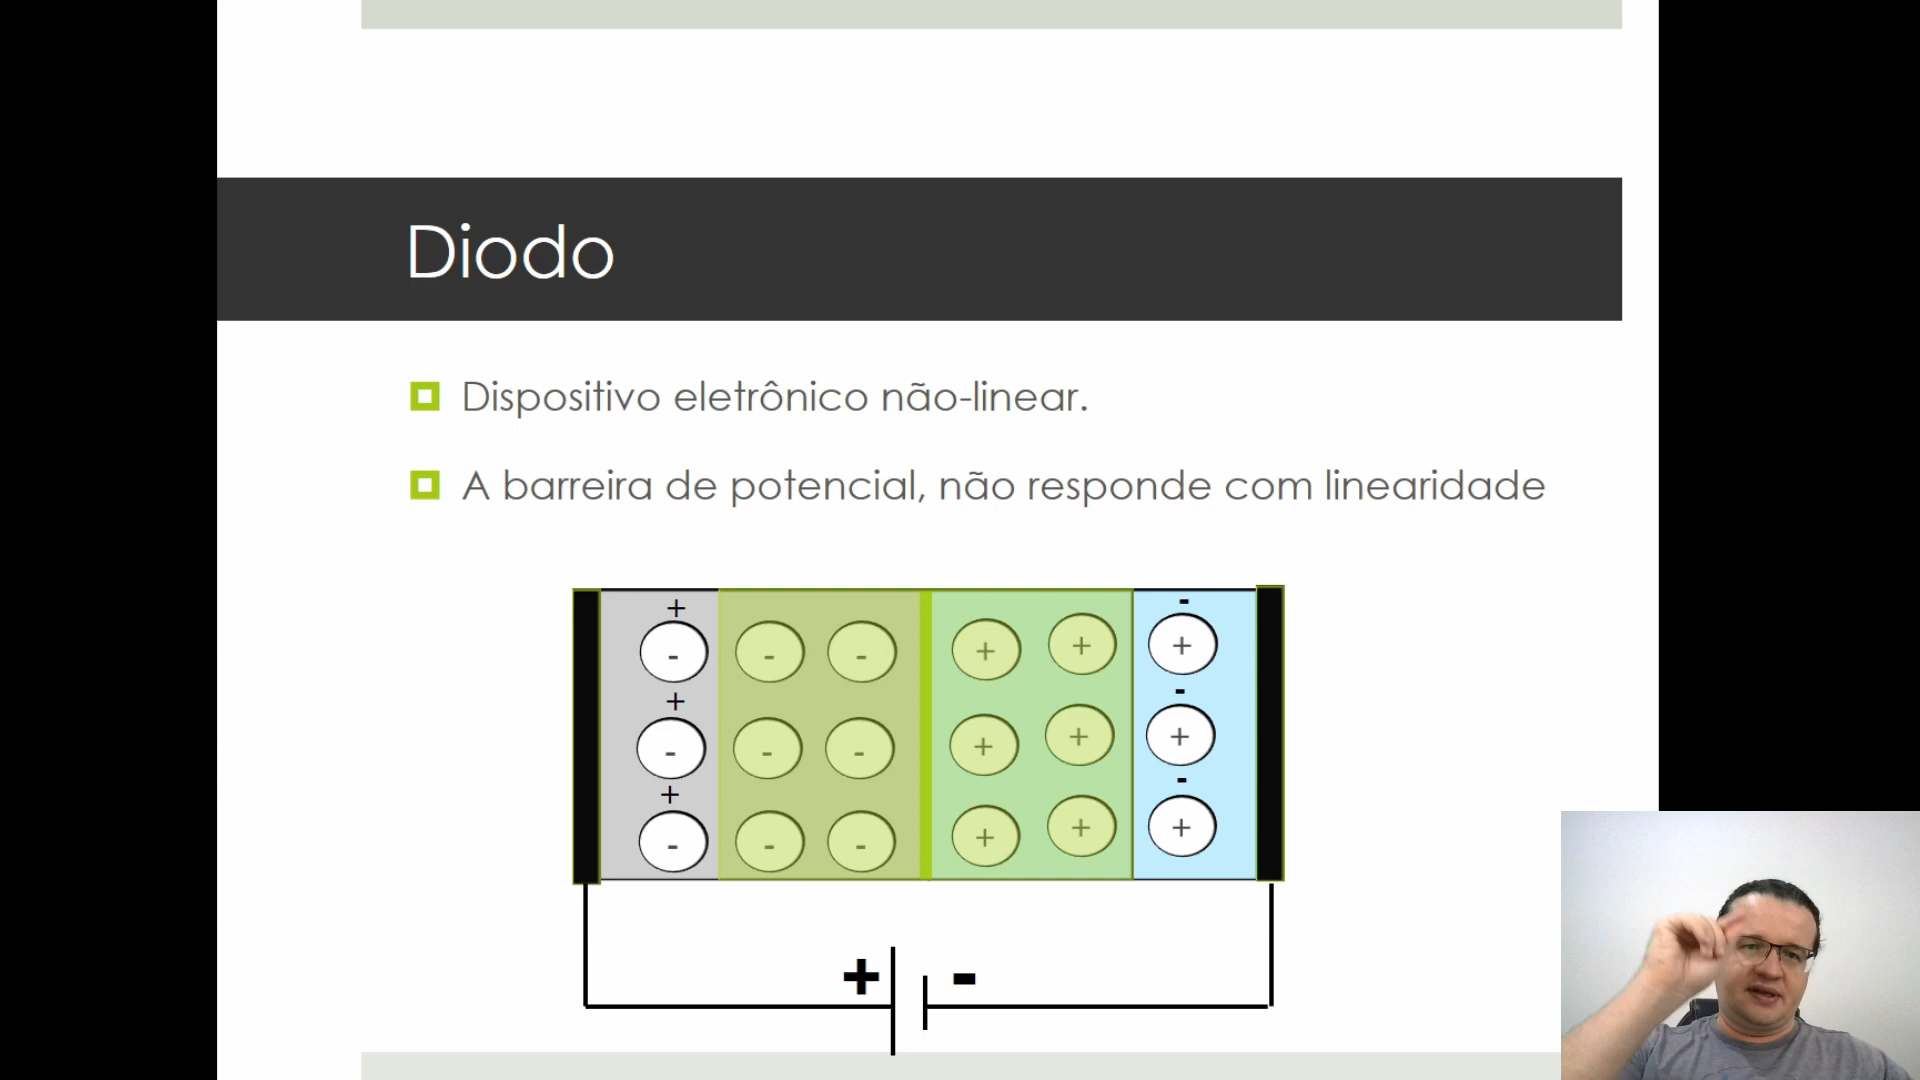 Diodo
Dispositivo eletrônico não-linear.
A barreira de potencial, não responde com linearidade
+ -
- - - + + +
+ -
- - - + + +
+ -
- - - + + +
+ -